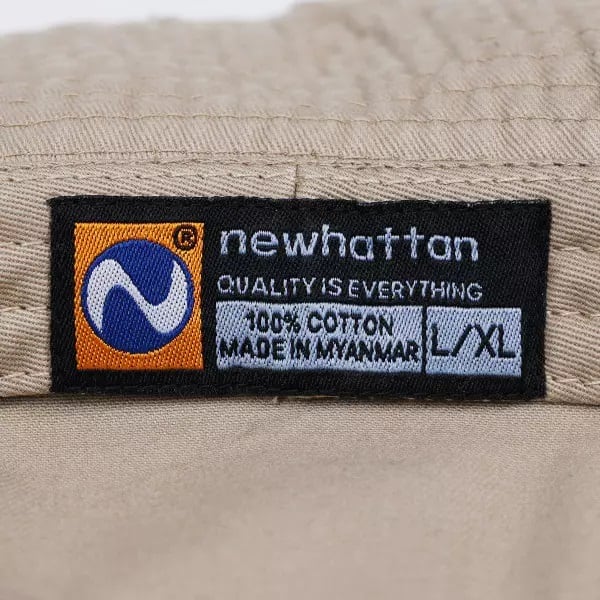 ®
newhattan
QUALITY IS EVERYTHING
100% COTTON
MADE IN MYANMAR
L/XL